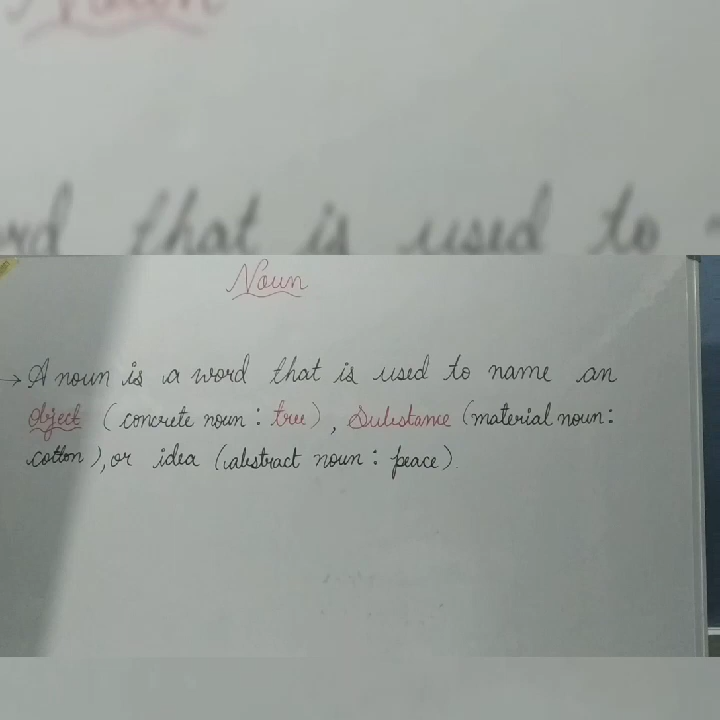 Noun
→ A noun is a word that is used to name an
object (concrete noun : tree), Substance (material noun :
cotton), or idea (abstract noun : peace).